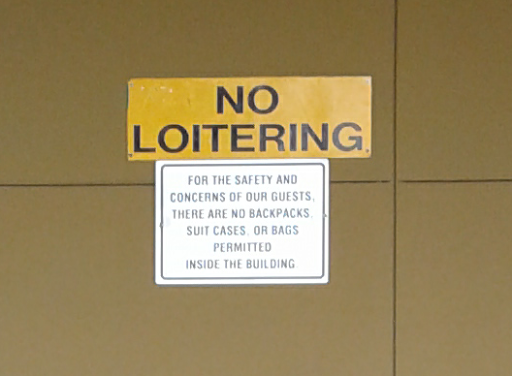 NO
LOITERING
FOR THE SAFETY AND
CONCERNS OF OUR GUESTS,
THERE ARE NO BACKPACKS,
SUIT CASES, OR BAGS
PERMITTED
INSIDE THE BUILDING.